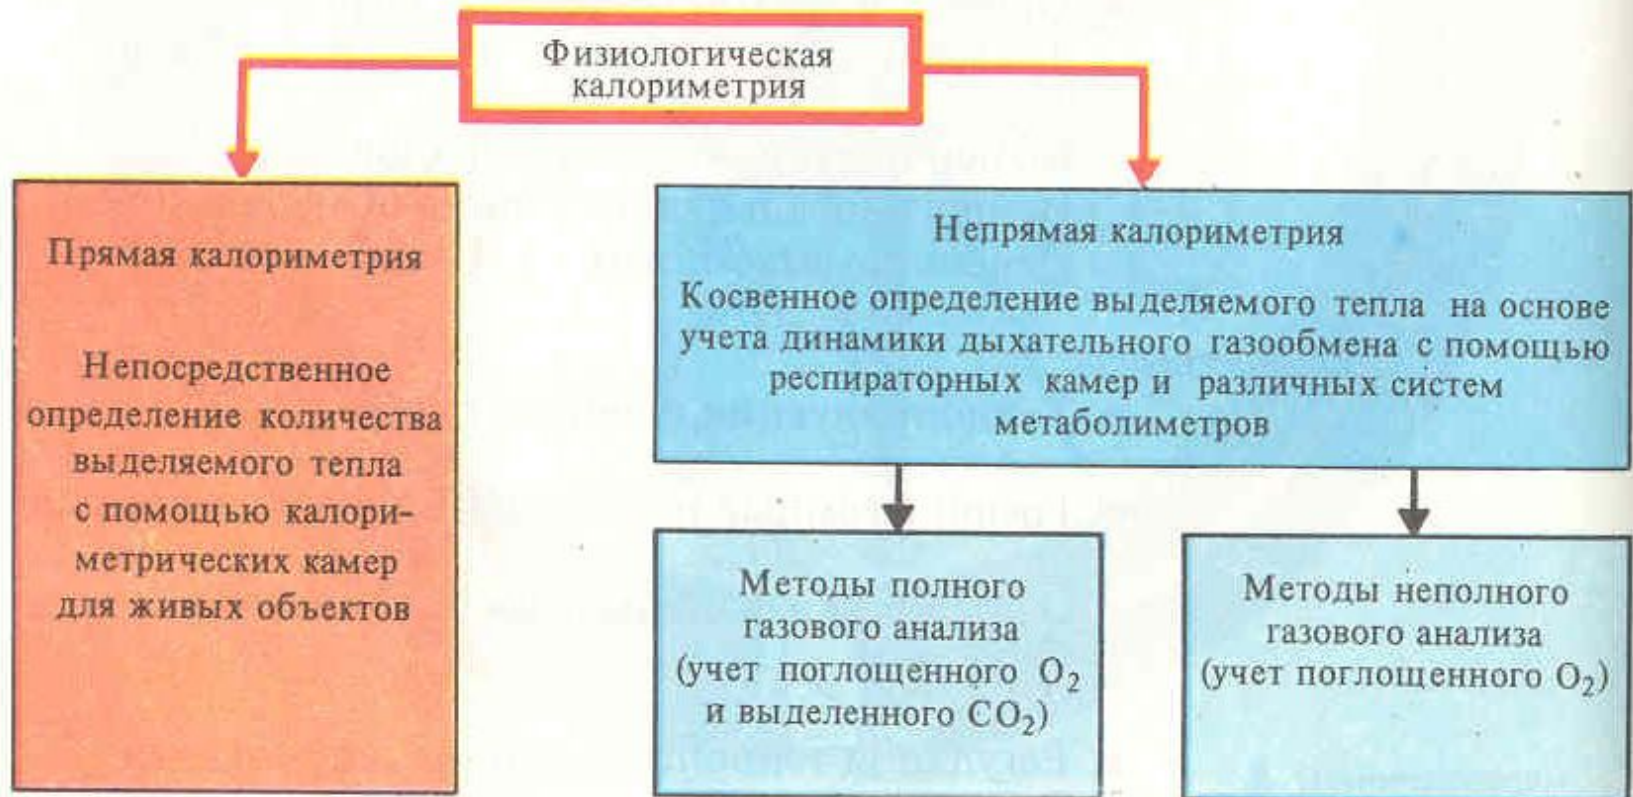 Физиологическая
калориметрия
Прямая калориметрия
Непосредственное
определение количества
выделяемого тепла
с помощью калори-
метрических камер
для живых объектов
Непрямая калориметрия
Косвенное определение выделяемого тепла на основе
учета динамики дыхательного газообмена с помощью
респираторных камер и различных систем
метаболиметров
Методы полного
газового анализа
(учет поглощенного O₂
и выделенного CO₂)
Методы неполного
газового анализа
(учет поглощенного O₂)